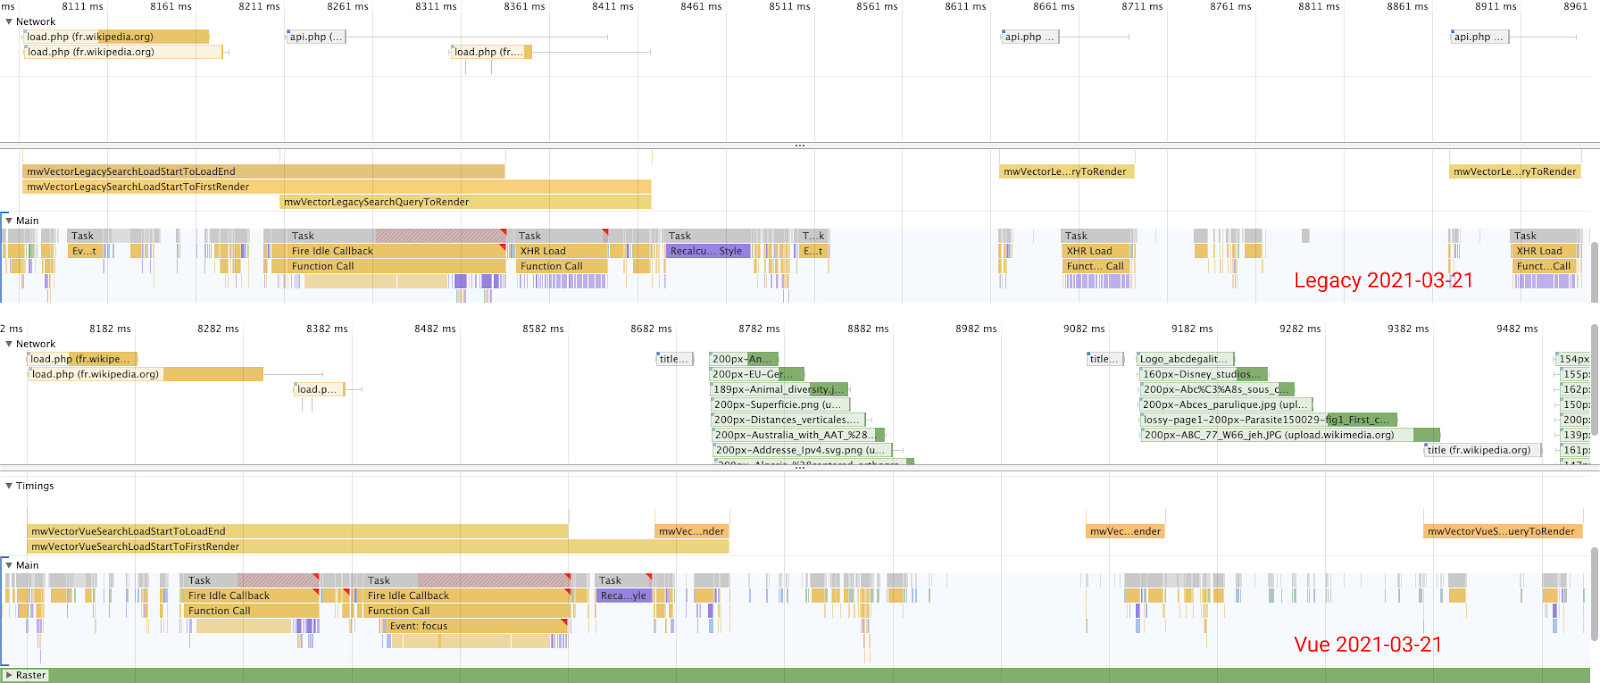 ms 8111 ms 8161 ms 8211 ms 8261 ms 8311 ms 8361 ms 8411 ms 8461 ms 8511 ms 8561 ms 8611 ms 8661 ms 8711 ms 8761 ms 8811 ms 8861 ms 8911 ms 8961
Network
load.php (fr.wikipedia.org) api.php (... api.php ... api.php ...
load.php (fr.wikipedia.org) load.php (fr....
...
mwVectorLegacySearchLoadStartToLoadEnd mwVectorLe...ryToRender mwVectorLe...ryToRender
mwVectorLegacySearchLoadStartToFirstRender
mwVectorLegacySearchQueryToRender
Main
Task Task Task T...k Task Task
Ev...t Fire Idle Callback XHR Load Recalcu... Style E...t XHR Load XHR Load
Function Call Function Call Funct... Call Funct...Call
Legacy 2021-03-21
2 ms 8182 ms 8282 ms 8382 ms 8482 ms 8582 ms 8682 ms 8782 ms 8882 ms 8982 ms 9082 ms 9182 ms 9282 ms 9382 ms 9482 ms
Network
load.php (fr.wikipe... title... 200px-An... title... Logo_abcdegalit... 154px
load.php (fr.wikipedia.org) 200px-EU-Ger... 160px-Disney_studios... 155px
load.p... 189px-Animal_diversity.j... 200px-Abc%C3%A8s_sous_c... 162px
200px-Superficie.png (u... 200px-Abces_parulique.jpg (upl... 150px
200px-Distances_verticales.... lossy-page1-200px-Parasite150029-fig1_First_c... 200px
200px-Australia_with_AAT_%28... 200px-ABC_77_W66_jeh.JPG (upload.wikimedia.org) 139px
200px-Addresse_Ipv4.svg.png (u... title (fr.wikipedia.org) 161px
...
Timings
mwVectorVueSearchLoadStartToLoadEnd mwVec...nder mwVec...ender mwVectorVueS...ueryToRender
mwVectorVueSearchLoadStartToFirstRender
Main
Task Task Task
Fire Idle Callback Fire Idle Callback Reca...yle
Function Call Function Call
Event: focus
Vue 2021-03-21
Raster